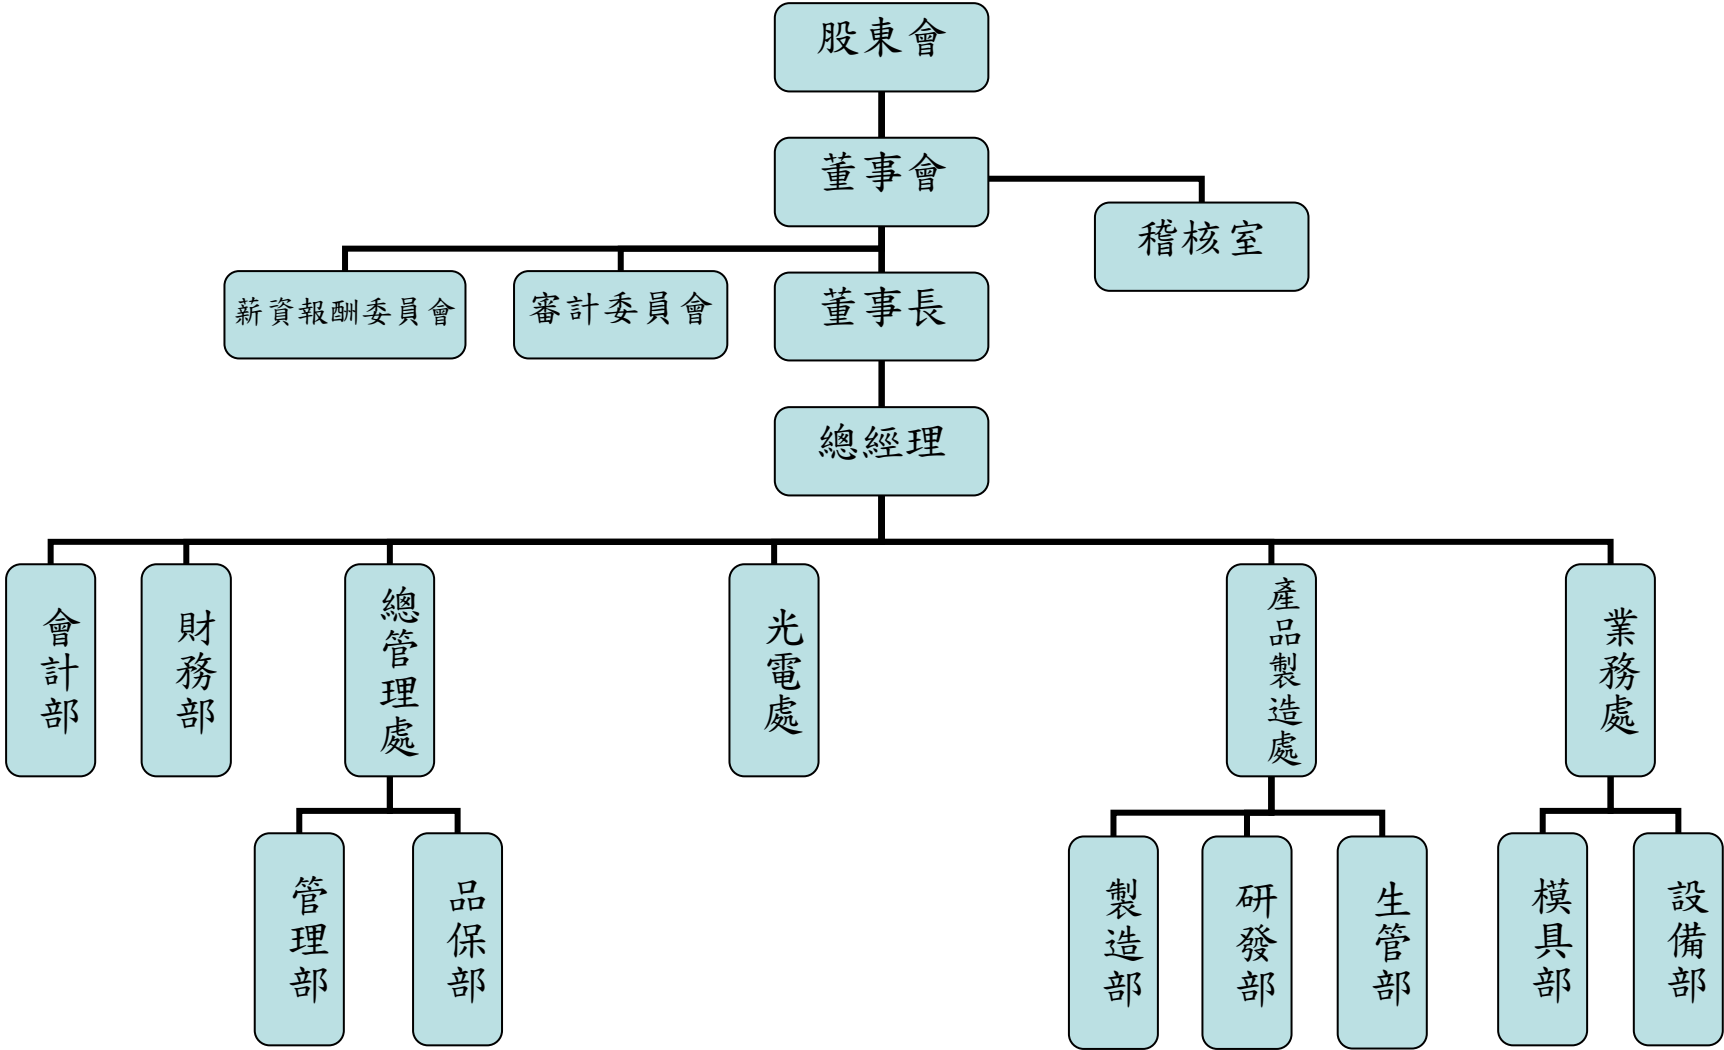 股東會
董事會
稽核室
薪資報酬委員會
審計委員會
董事長
總經理
會計部
財務部
總管理處
光電處
產品製造處
業務處
管理部
品保部
製造部
研發部
生管部
模具部
設備部